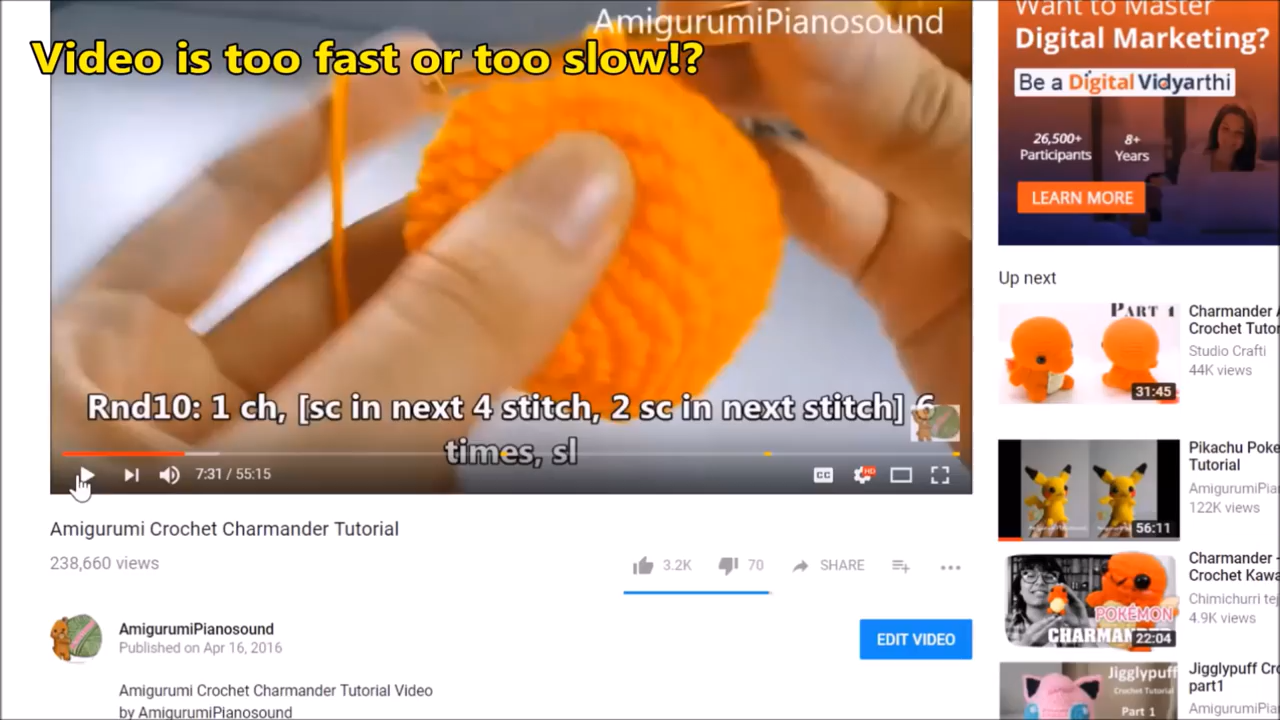 AmigurumiPianosound
Video is too fast or too slow!?
Rnd10: 1 ch, [sc in next 4 stitch, 2 sc in next stitch] 6
times, sl
7:31 / 55:15
CC
HD
Amigurumi Crochet Charmander Tutorial
238,660 views
3.2K
70
SHARE
AmigurumiPianosound
Published on Apr 16, 2016
EDIT VIDEO
Amigurumi Crochet Charmander Tutorial Video
by AmigurumiPianosound
Want to Master
Digital Marketing?
Be a Digital Vidyarthi
26,500+
Participants
8+
Years
LEARN MORE
Up next
PART 1
31:45
Charmander
Crochet Tutor
Studio Crafti
44K views
56:11
Pikachu Poke
Tutorial
AmigurumiPia
122K views
POKÉMON
CHARMAN
22:04
Charmander -
Crochet Kawa
Chimichurri tej
4.9K views
Jigglypuff
Crochet Tutorial
Part 1
Jigglypuff Cro
part1
AmigurumiPia